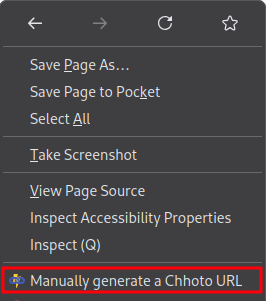 Save Page As…
Save Page to Pocket
Select All
Take Screenshot
View Page Source
Inspect Accessibility Properties
Inspect (Q)
Manually generate a Chhoto URL